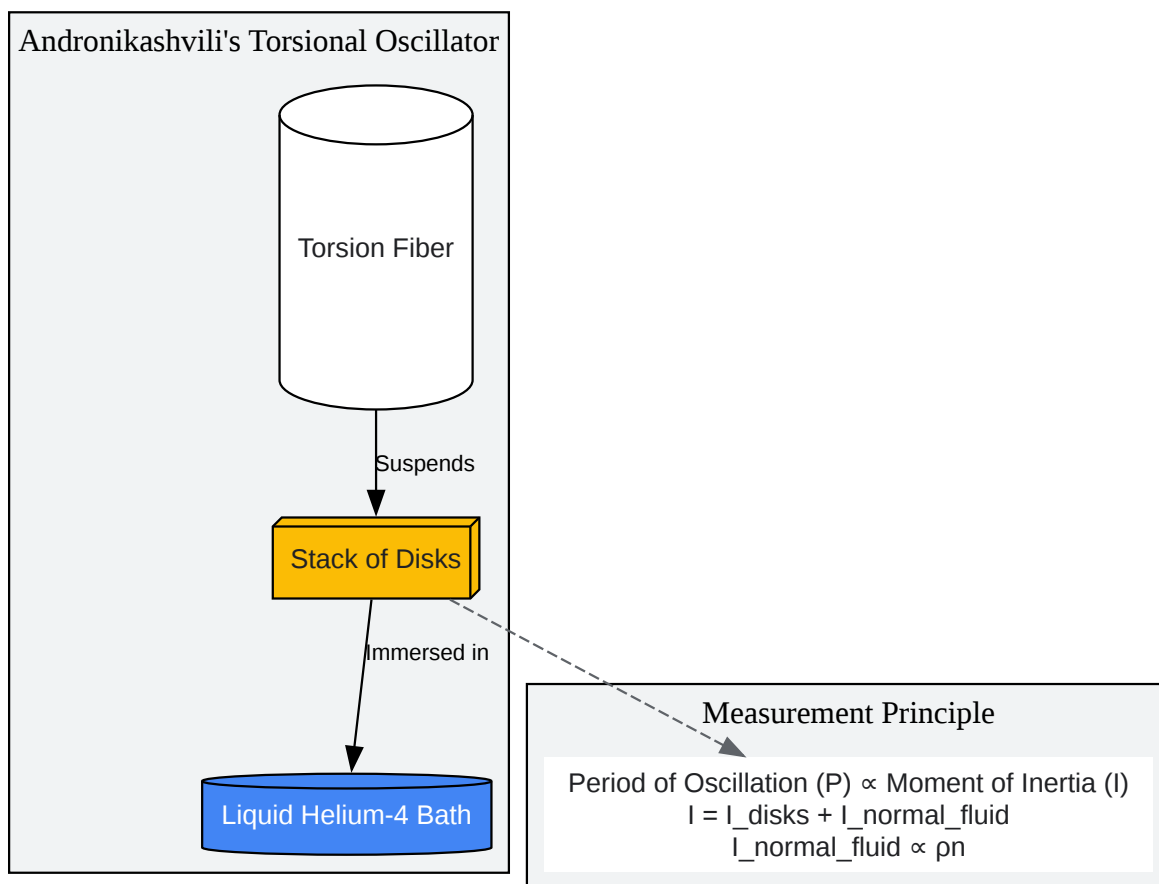 Andronikashvili's Torsional Oscillator
Torsion Fiber
Suspends
Stack of Disks
Immersed in
Liquid Helium-4 Bath
Measurement Principle
Period of Oscillation (P) ∝ Moment of Inertia (I)
I = I_disks + I_normal_fluid
I_normal_fluid ∝ ρn